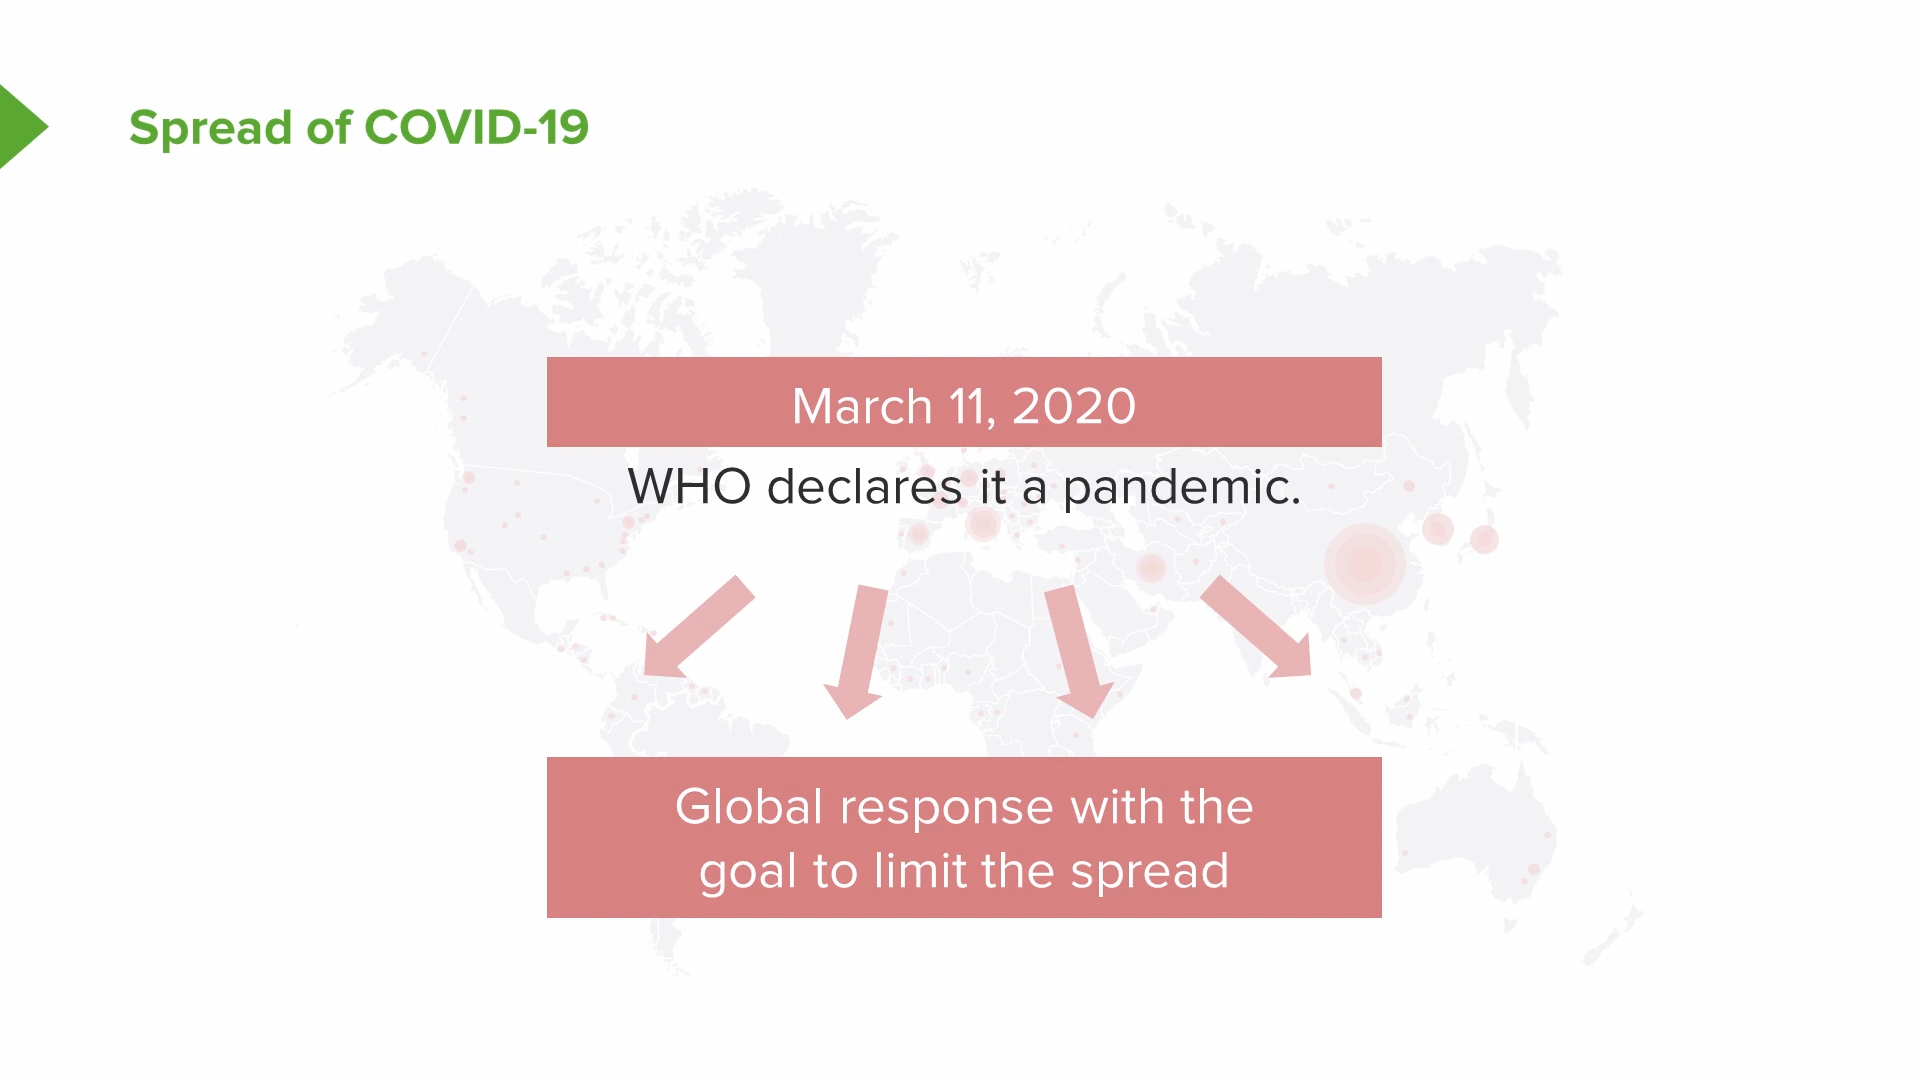 Spread of COVID-19
March 11, 2020
WHO declares it a pandemic.
Global response with the
goal to limit the spread